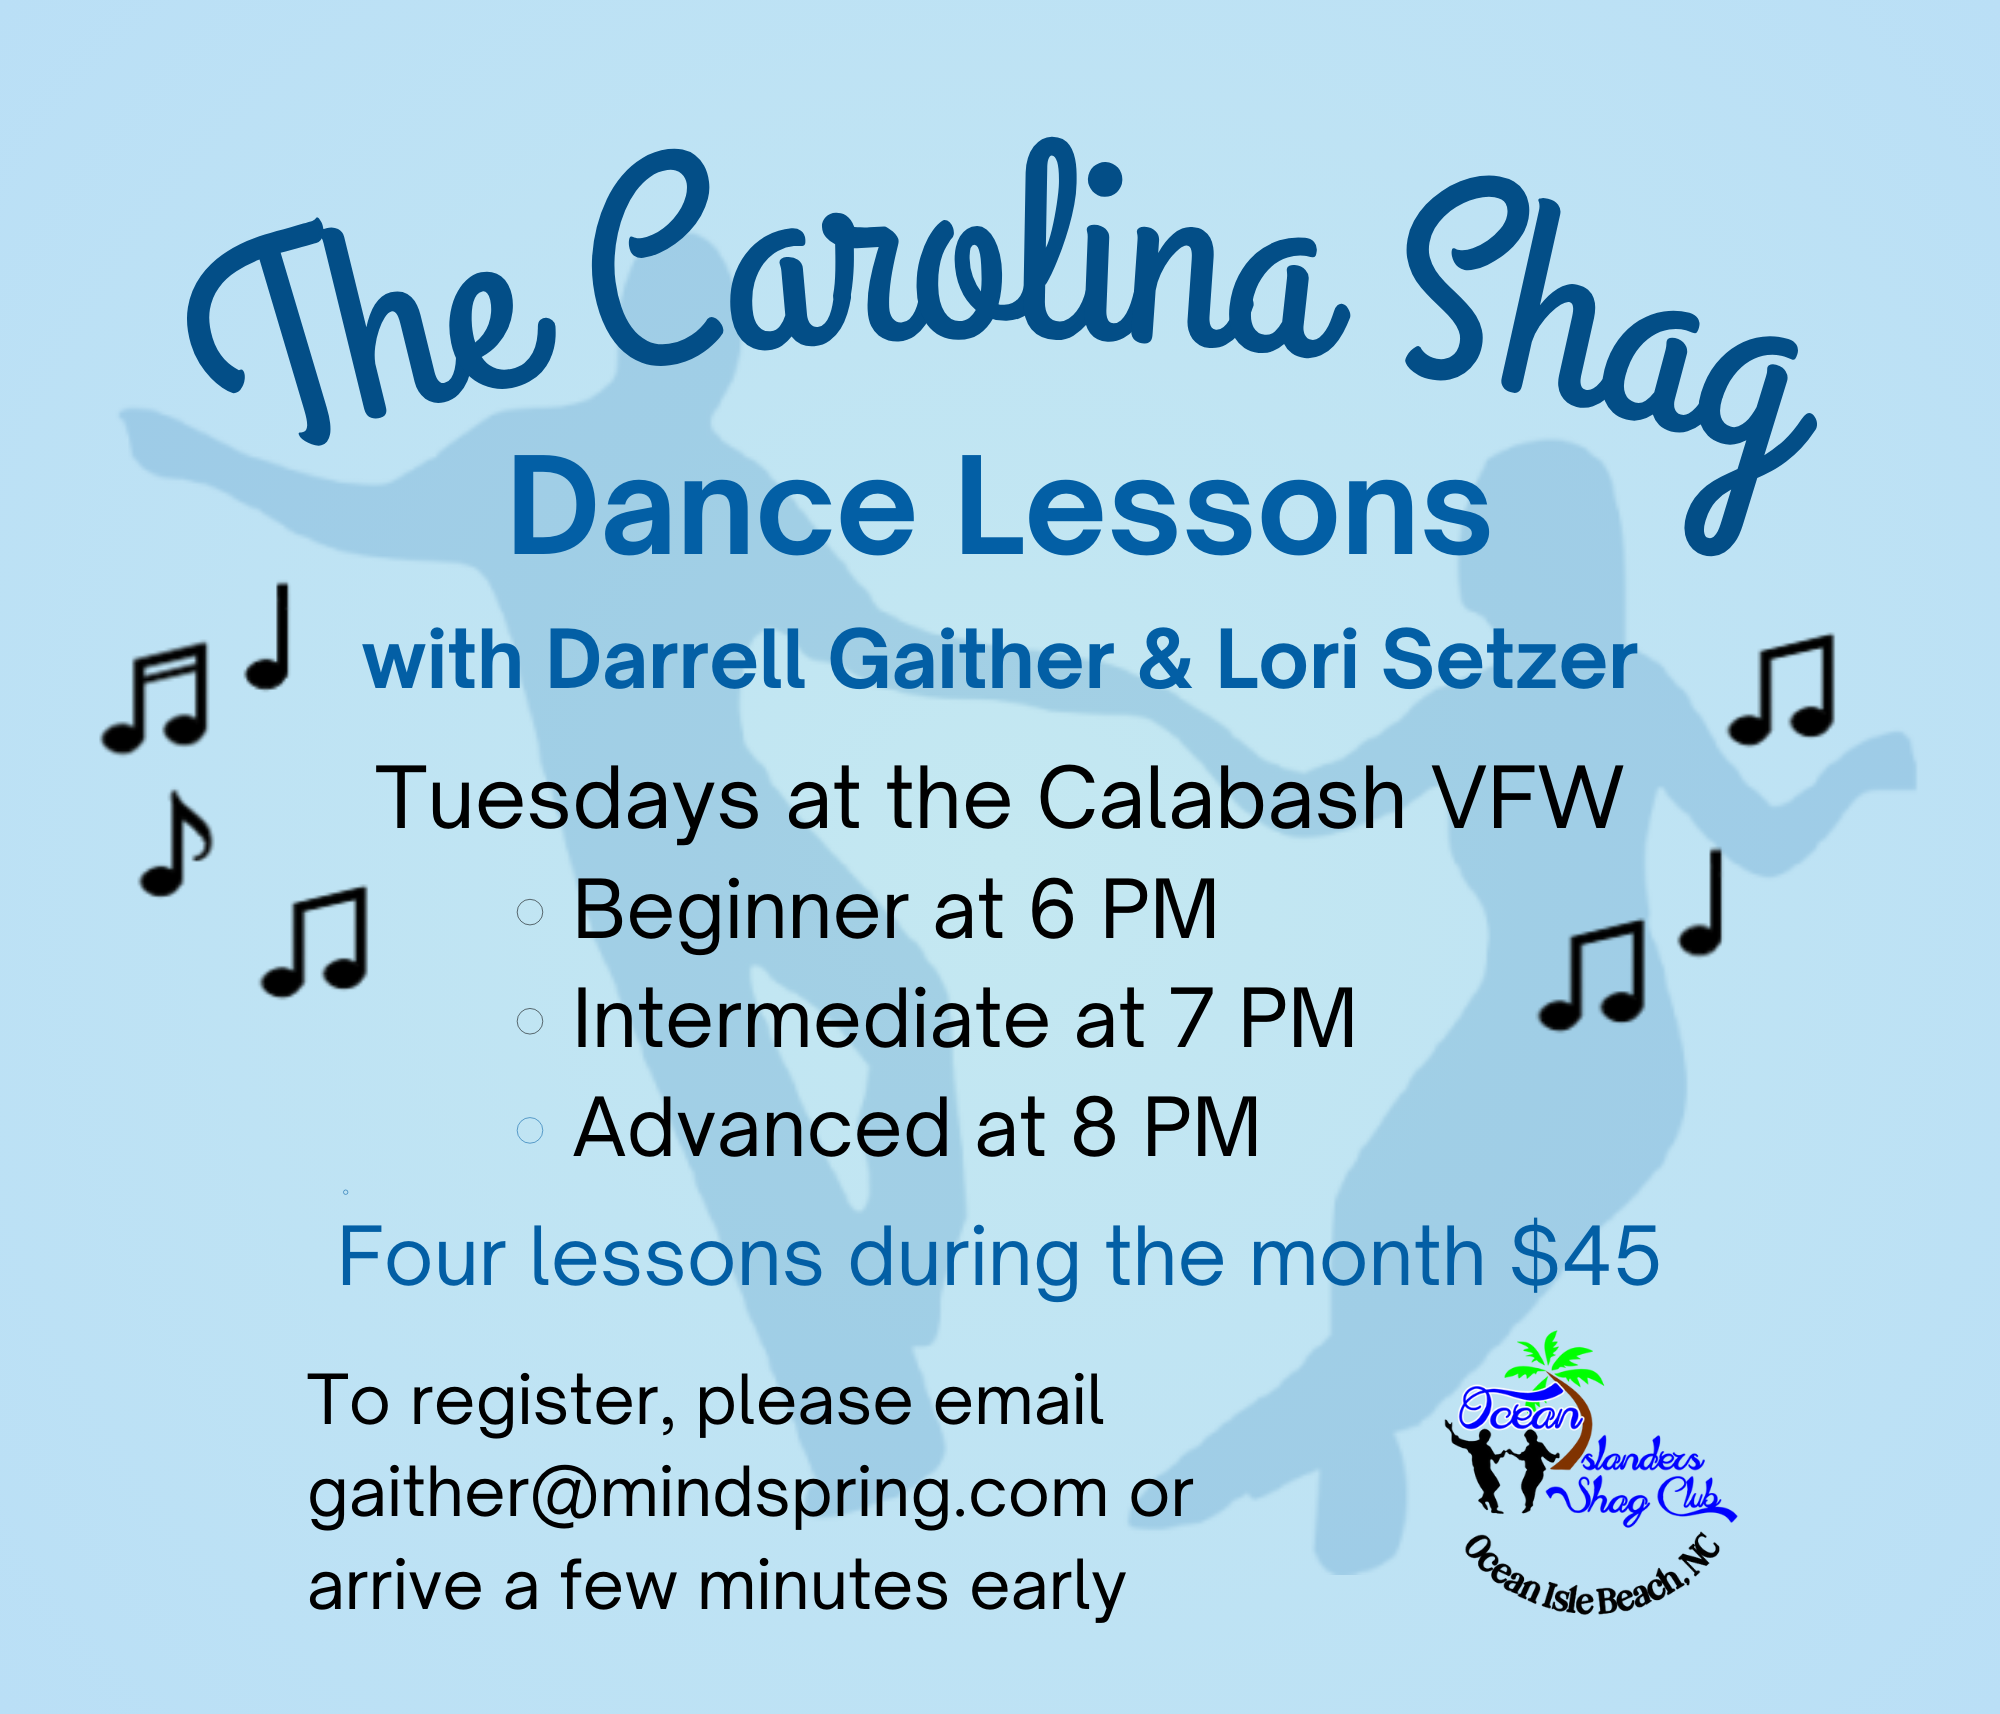 The Carolina Shag
Dance Lessons
with Darrell Gaither & Lori Setzer
Tuesdays at the Calabash VFW
Beginner at 6 PM
Intermediate at 7 PM
Advanced at 8 PM
Four lessons during the month $45
To register, please email
gaither@mindspring.com or
arrive a few minutes early
Ocean
Islanders
Shag Club
Ocean Isle Beach, NC